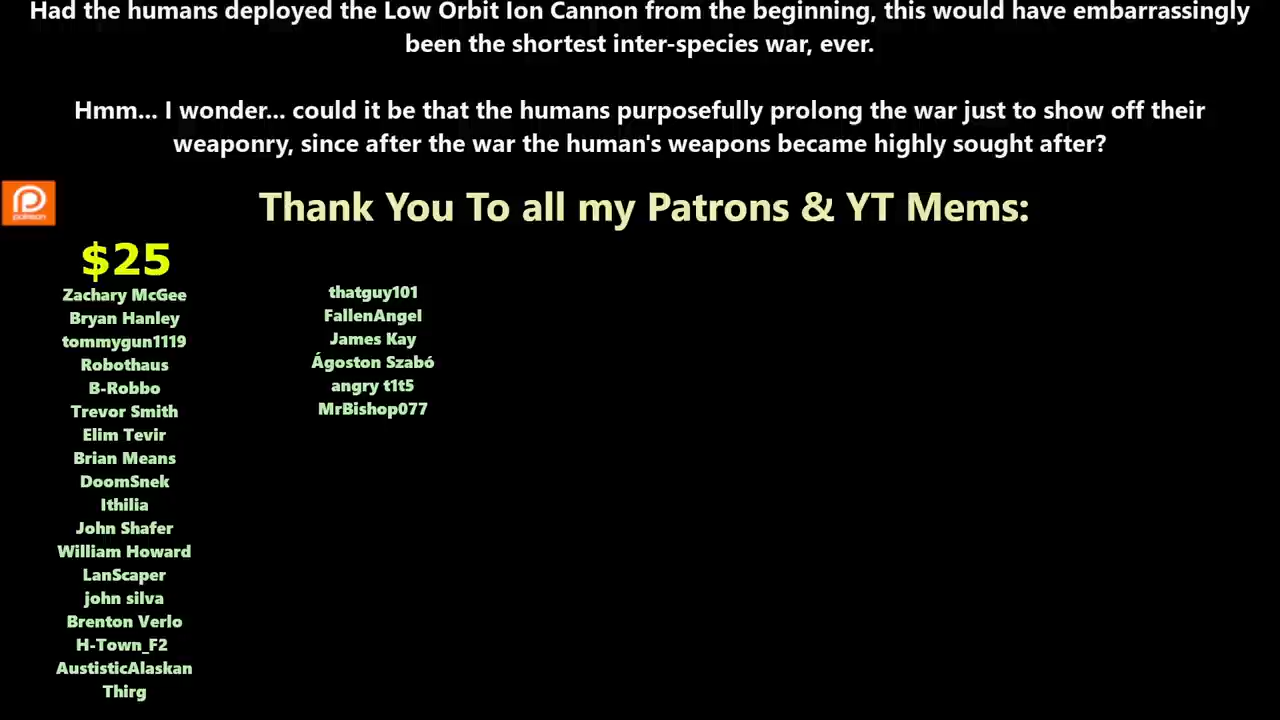 Had the humans deployed the Low Orbit Ion Cannon from the beginning, this would have embarrassingly
been the shortest inter-species war, ever.
Hmm... I wonder... could it be that the humans purposefully prolong the war just to show off their
weaponry, since after the war the human's weapons became highly sought after?
patreon
Thank You To all my Patrons & YT Mems:
$25
Zachary McGee
Bryan Hanley
tommygun1119
Robothaus
B-Robbo
Trevor Smith
Elim Tevir
Brian Means
DoomSnek
Ithilia
John Shafer
William Howard
LanScaper
john silva
Brenton Verlo
H-Town_F2
AustisticAlaskan
Thirg
thatguy101
FallenAngel
James Kay
Ágoston Szabó
angry t1t5
MrBishop077